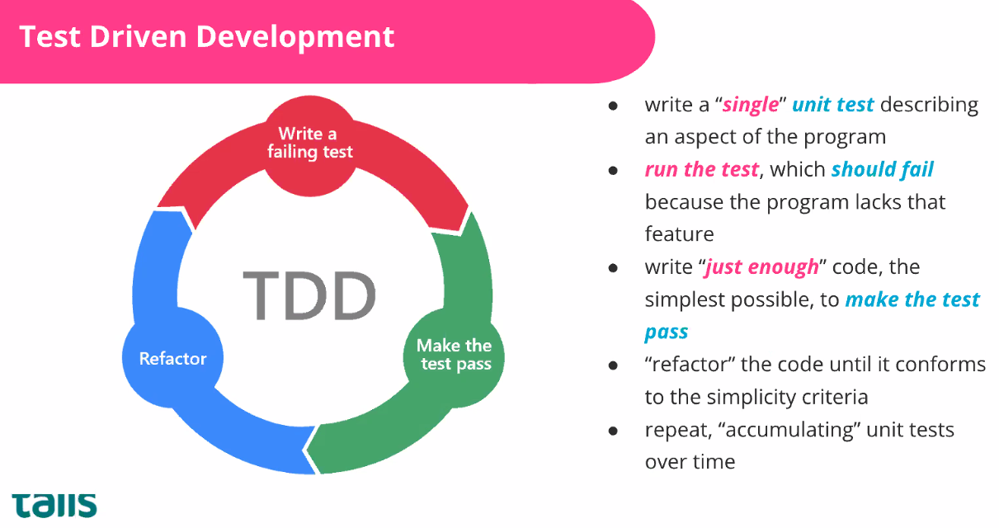 Test Driven Development
Write a
failing test
TDD
Refactor
Make the
test pass
● write a “single” unit test describing
an aspect of the program
● run the test, which should fail
because the program lacks that
feature
● write “just enough” code, the
simplest possible, to make the test
pass
● “refactor” the code until it conforms
to the simplicity criteria
● repeat, “accumulating” unit tests
over time
talls